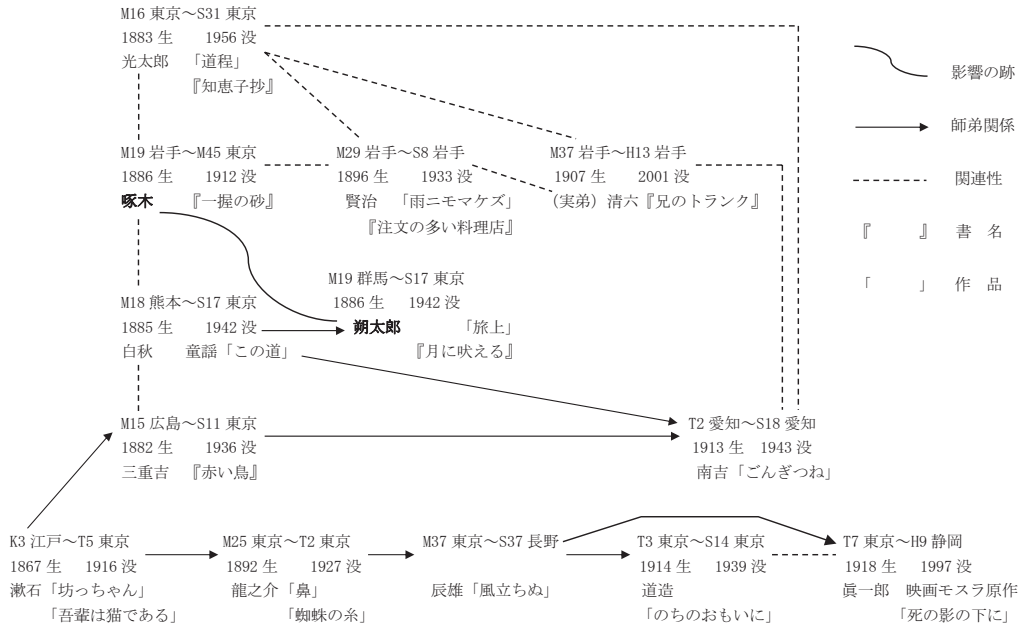 M16 東京～S31 東京
1883 生　1956 没
光太郎　「道程」
『知恵子抄』
影響の跡
師弟関係
関連性
『　　』　書　名
「　　」　作　品
M19 岩手～M45 東京
1886 生　1912 没
啄木　『一握の砂』
M29 岩手～S8 岩手
1896 生　1933 没
賢治　「雨ニモマケズ」
『注文の多い料理店』
M37 岩手～H13 岩手
1907 生　2001 没
（実弟）清六『兄のトランク』
M19 群馬～S17 東京
1886 生　1942 没
朔太郎　「旅上」
『月に吠える』
M18 熊本～S17 東京
1885 生　1942 没
白秋　童謡「この道」
M15 広島～S11 東京
1882 生　1936 没
三重吉　『赤い鳥』
T2 愛知～S18 愛知
1913 生　1943 没
南吉「ごんぎつね」
K3 江戸～T5 東京
1867 生　1916 没
漱石「坊っちゃん」
「吾輩は猫である」
M25 東京～T2 東京
1892 生　1927 没
龍之介「鼻」
「蜘蛛の糸」
M37 東京～S37 長野
辰雄「風立ちぬ」
T3 東京～S14 東京
1914 生　1939 没
道造
「のちのおもいに」
T7 東京～H9 静岡
1918 生　1997 没
眞一郎　映画モスラ原作
「死の影の下に」